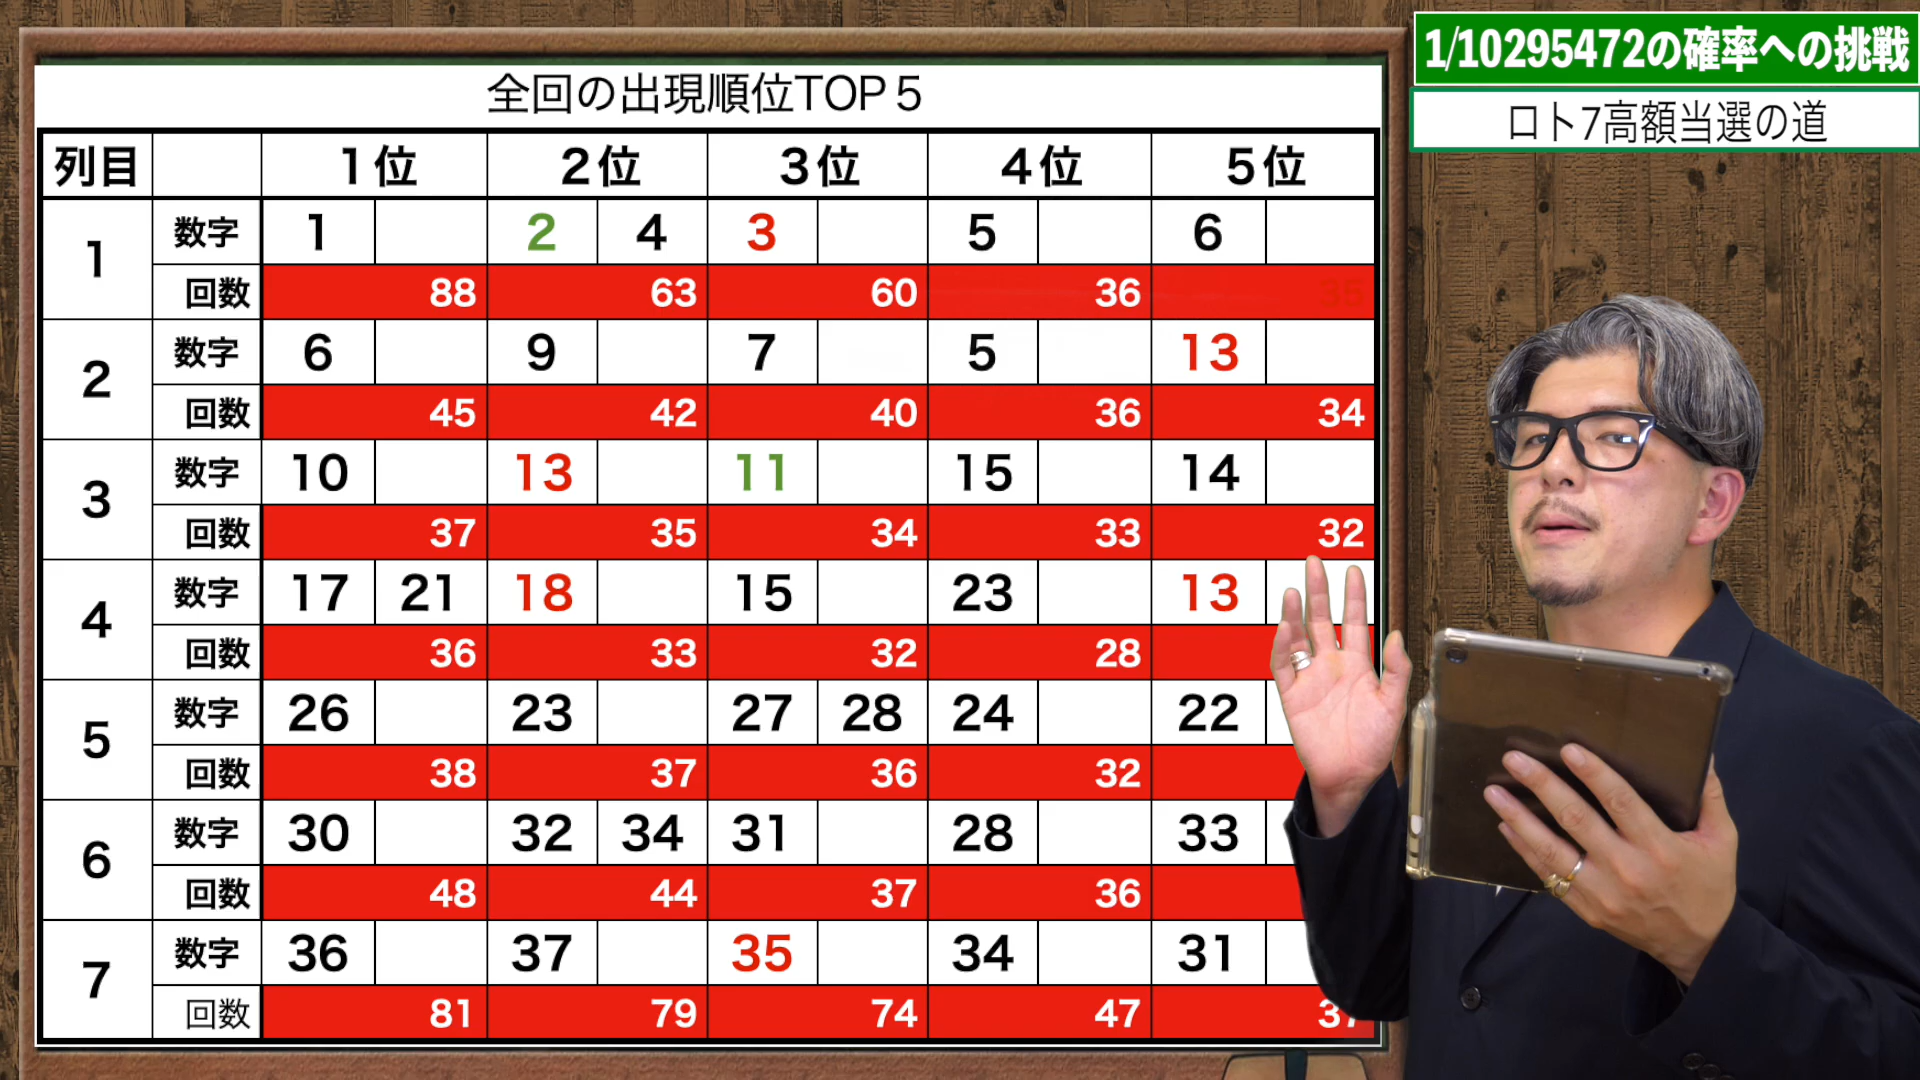 1/10295472の確率への挑戦
ロト7高額当選の道
全回の出現順位TOP５
列目 １位 ２位 ３位 ４位 ５位
1 数字 1 2 4 3 5 6
回数 88 63 60 36 35
2 数字 6 9 7 5 13
回数 45 42 40 36 34
3 数字 10 13 11 15 14
回数 37 35 34 33 32
4 数字 17 21 18 15 23 13
回数 36 33 32 28
5 数字 26 23 27 28 24 22
回数 38 37 36 32
6 数字 30 32 34 31 28 33
回数 48 44 37 36
7 数字 36 37 35 34 31
回数 81 79 74 47 37